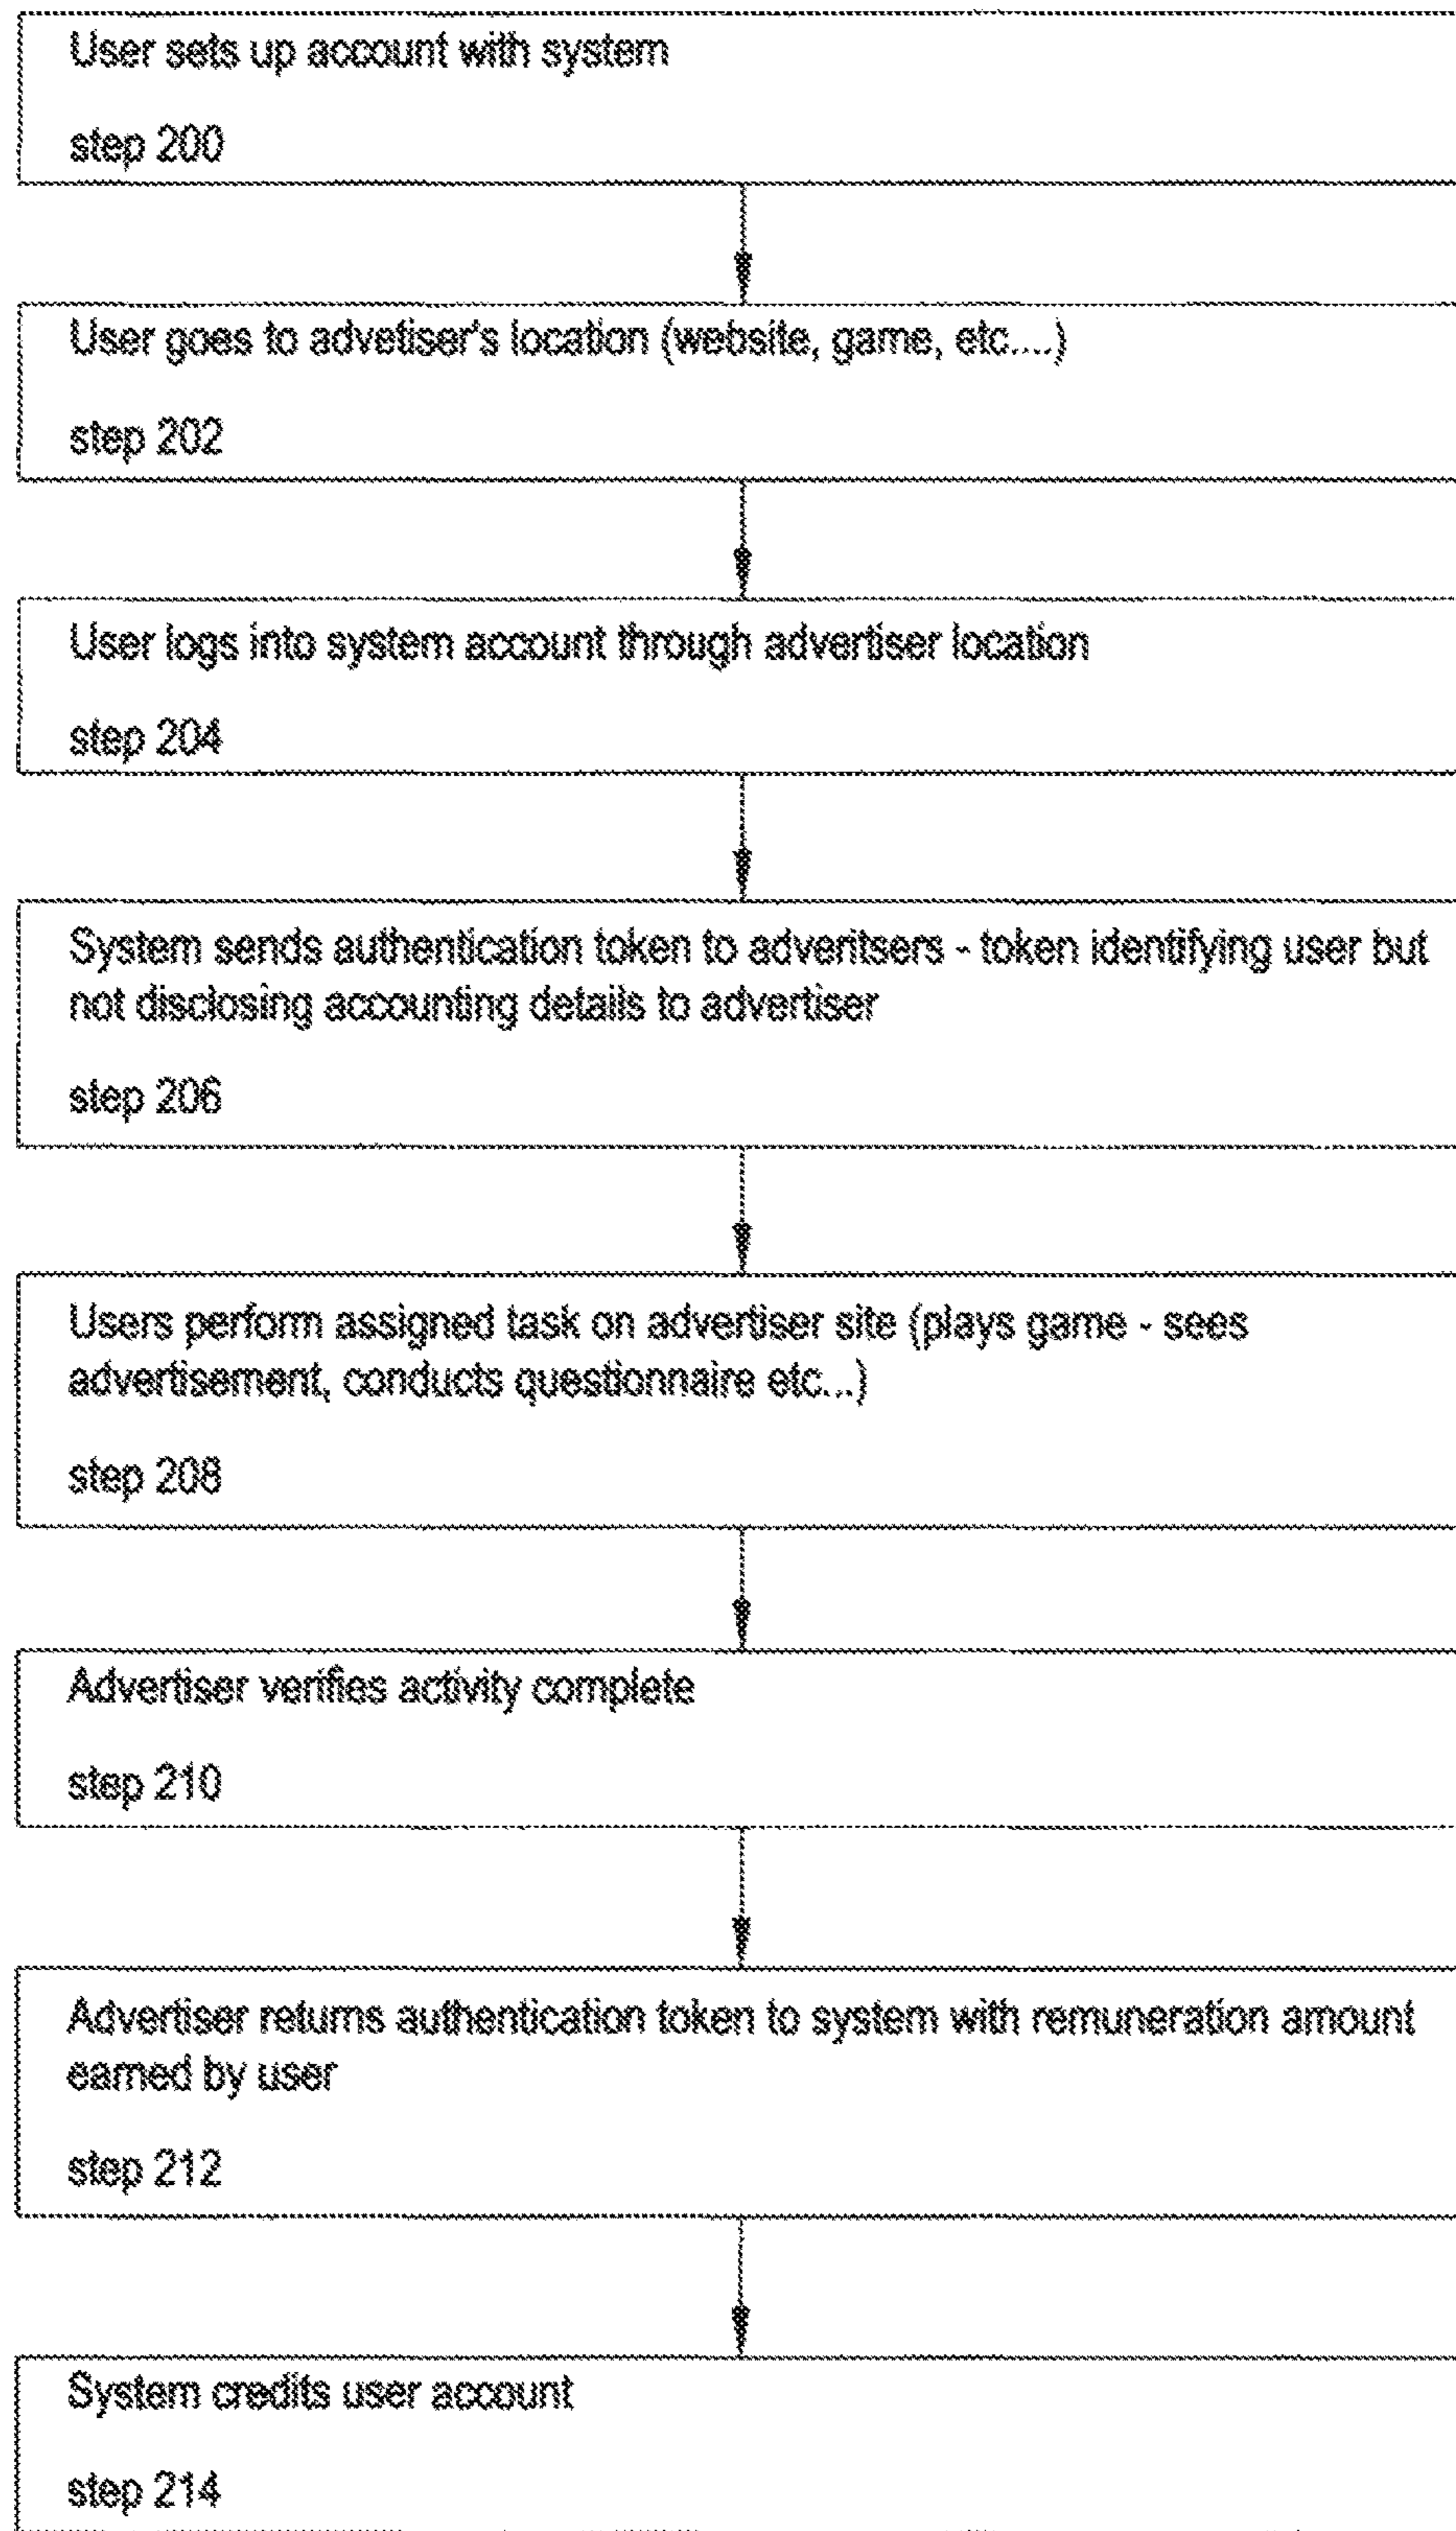 User sets up account with system
step 200
User goes to advetiser's location (website, game, etc....)
step 202
User logs into system account through advertiser location
step 204
System sends authentication token to adveritsers - token identifying user but
not disclosing accounting details to advertiser
step 206
Users perform assigned task on advertiser site (plays game - sees
advertisement, conducts questionnaire etc...)
step 208
Advertiser verifies activity complete
step 210
Advertiser returns authentication token to system with remuneration amount
earned by user
step 212
System credits user account
step 214